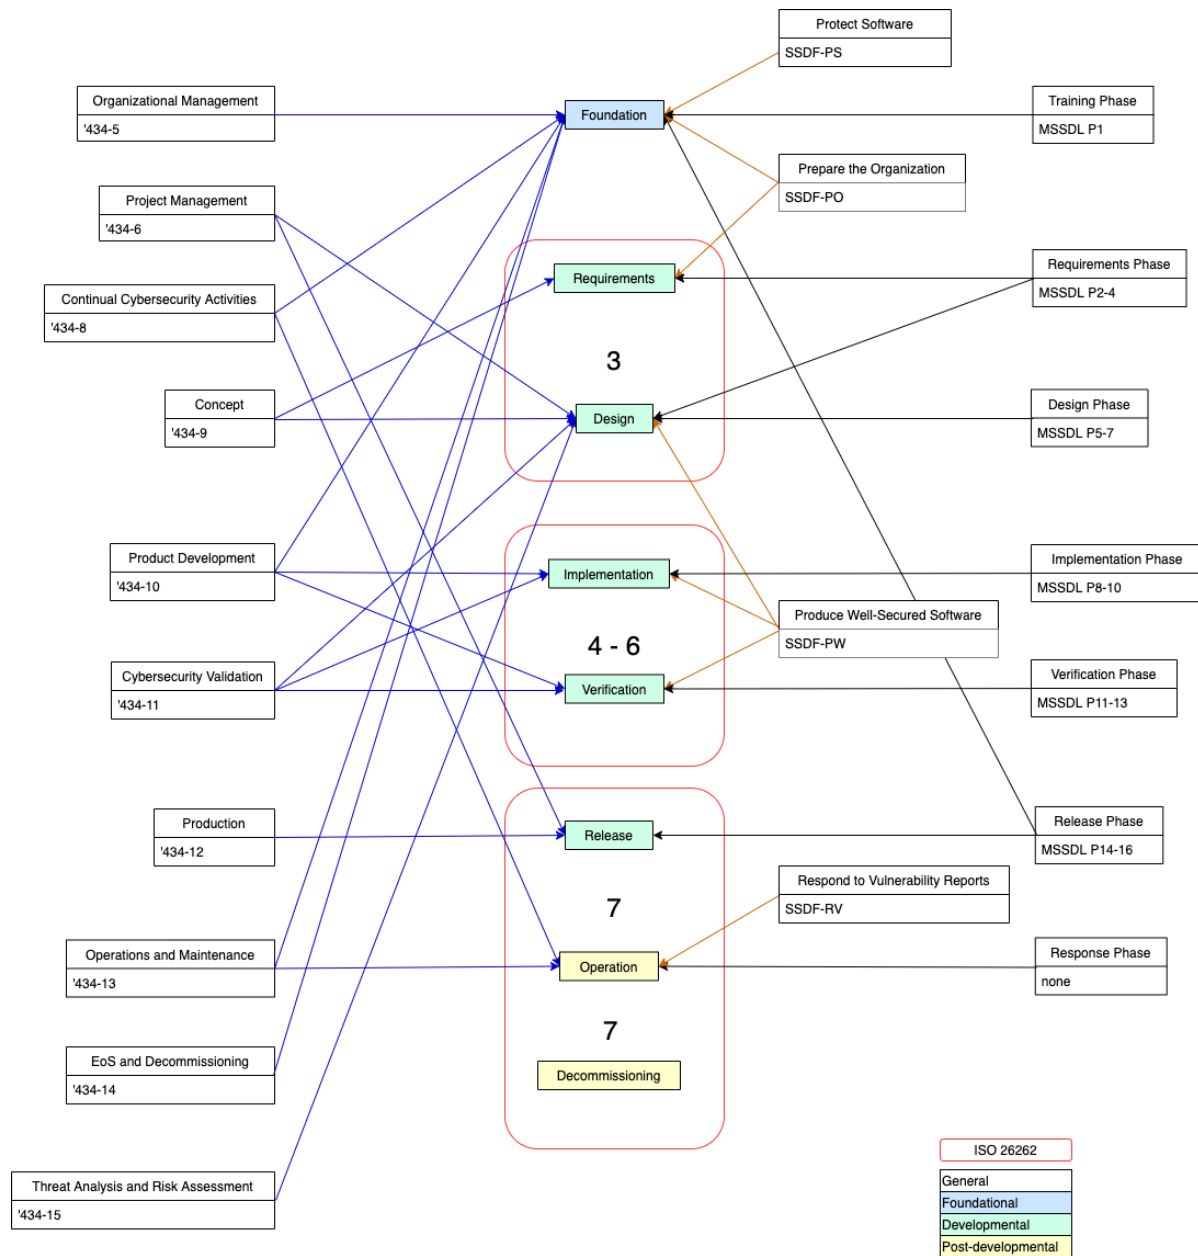 Protect Software
SSDF-PS
Organizational Management
'434-5
Foundation
Training Phase
MSSDL P1
Prepare the Organization
SSDF-PO
Project Management
'434-6
Requirements
Requirements Phase
MSSDL P2-4
Continual Cybersecurity Activities
'434-8
3
Concept
'434-9
Design
Design Phase
MSSDL P5-7
Product Development
'434-10
Implementation
Implementation Phase
MSSDL P8-10
Produce Well-Secured Software
SSDF-PW
4 - 6
Cybersecurity Validation
'434-11
Verification
Verification Phase
MSSDL P11-13
Production
'434-12
Release
Release Phase
MSSDL P14-16
Respond to Vulnerability Reports
SSDF-RV
7
Operations and Maintenance
'434-13
Operation
Response Phase
none
7
EoS and Decommissioning
'434-14
Decommissioning
Threat Analysis and Risk Assessment
'434-15
ISO 26262
General
Foundational
Developmental
Post-developmental